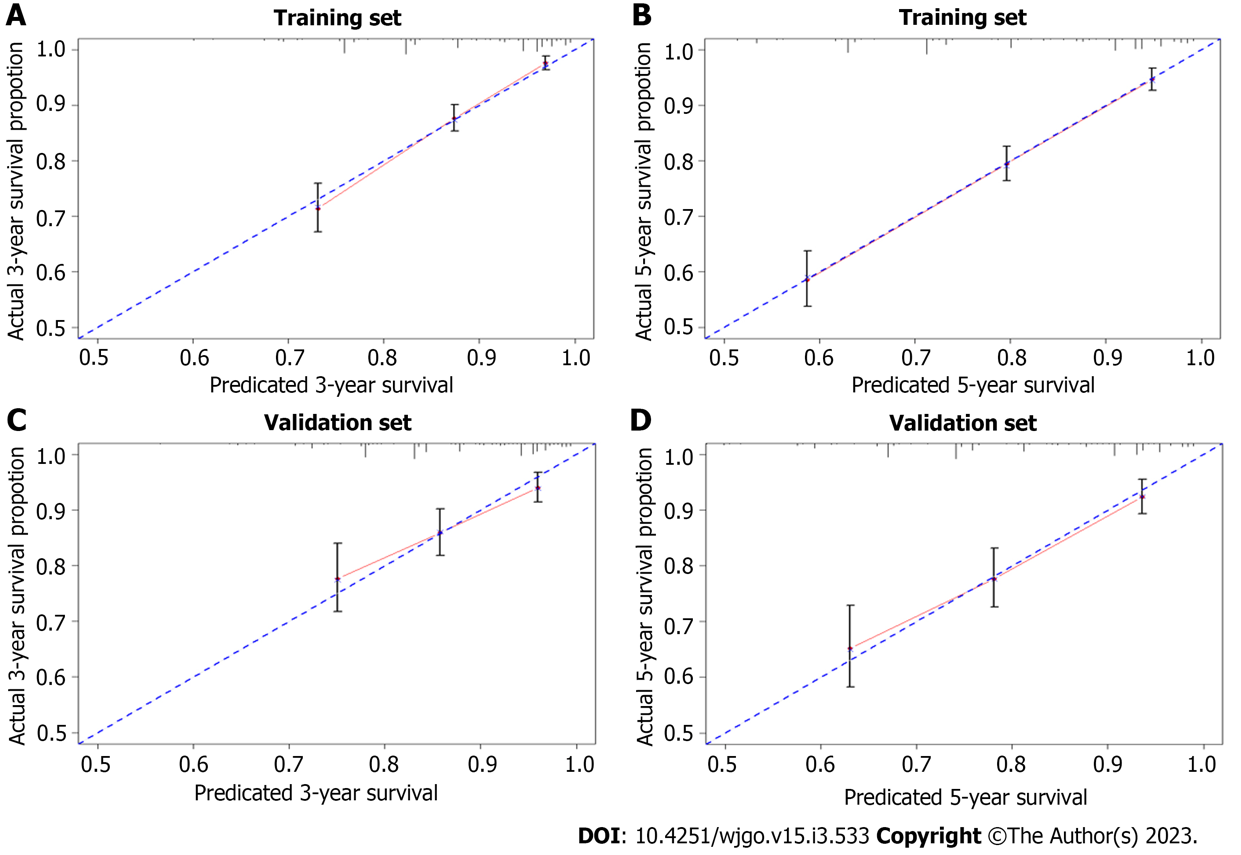 A
Training set
Actual 3-year survival propotion
1.0
0.9
0.8
0.7
0.6
0.5
0.5 0.6 0.7 0.8 0.9 1.0
Predicated 3-year survival
B
Training set
Actual 5-year survival propotion
1.0
0.9
0.8
0.7
0.6
0.5
0.5 0.6 0.7 0.8 0.9 1.0
Predicated 5-year survival
C
Validation set
Actual 3-year survival propotion
1.0
0.9
0.8
0.7
0.6
0.5
0.5 0.6 0.7 0.8 0.9 1.0
Predicated 3-year survival
D
Validation set
Actual 5-year survival propotion
1.0
0.9
0.8
0.7
0.6
0.5
0.5 0.6 0.7 0.8 0.9 1.0
Predicated 5-year survival
DOI: 10.4251/wjgo.v15.i3.533 Copyright ©The Author(s) 2023.